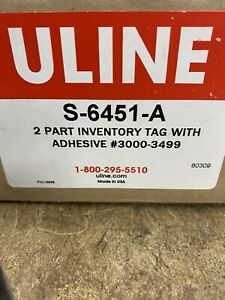 ULINE
S-6451-A
2 PART INVENTORY TAG WITH
ADHESIVE #3000-3499
1-800-295-5510
uline.com
Made in USA
60309